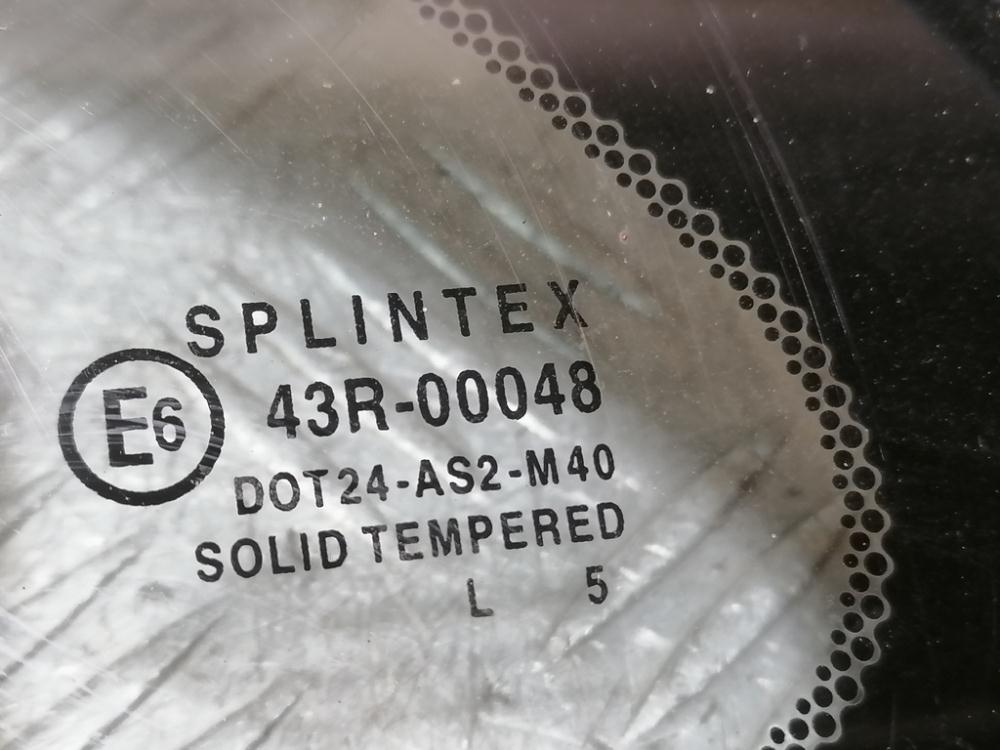 SPLINTEX
E6
43R-00048
DOT24-AS2-M40
SOLID TEMPERED
L 5